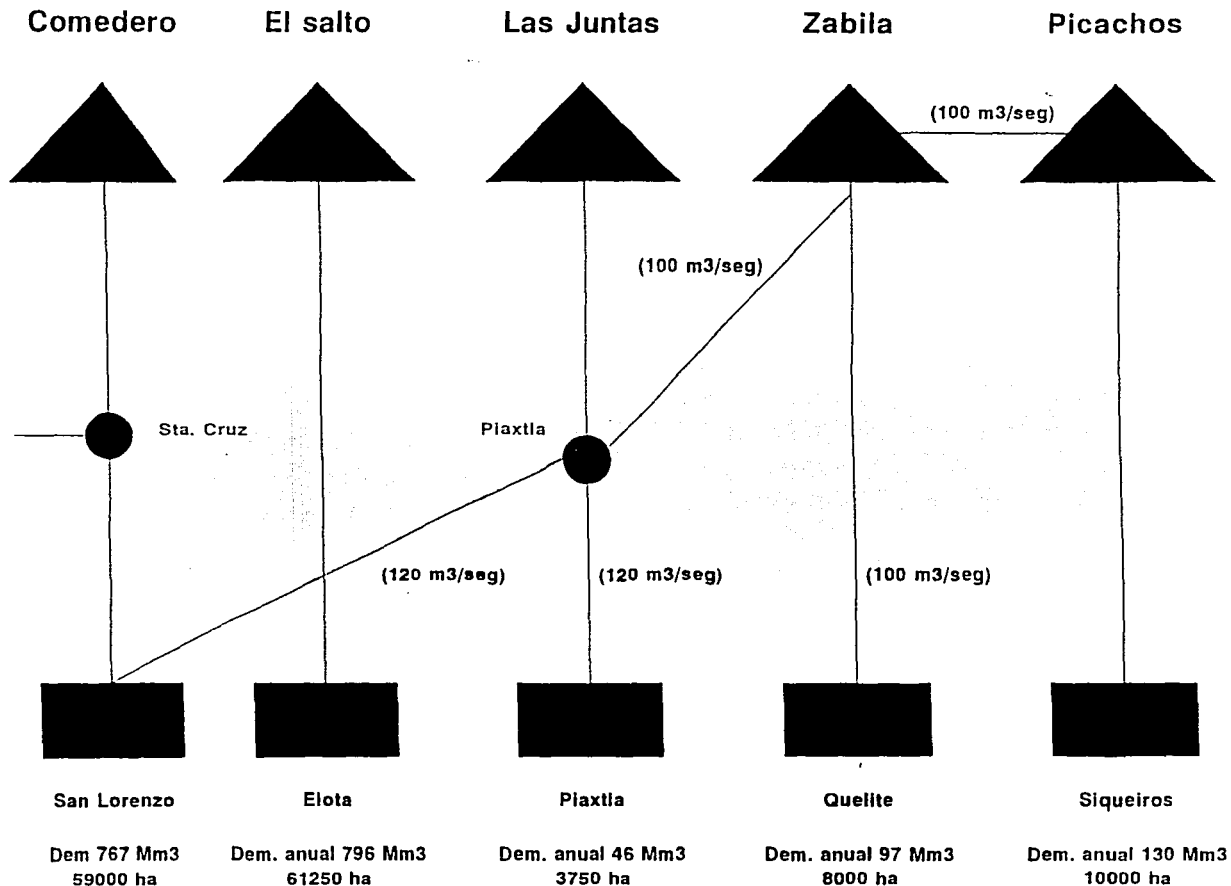 Comedero
El salto
Las Juntas
Zabila
Picachos
(100 m3/seg)
(100 m3/seg)
Sta. Cruz
Piaxtla
(120 m3/seg)
(120 m3/seg)
(100 m3/seg)
San Lorenzo
Elota
Piaxtla
Quelite
Siqueiros
Dem 767 Mm3
59000 ha
Dem. anual 796 Mm3
61250 ha
Dem. anual 46 Mm3
3750 ha
Dem. anual 97 Mm3
8000 ha
Dem. anual 130 Mm3
10000 ha